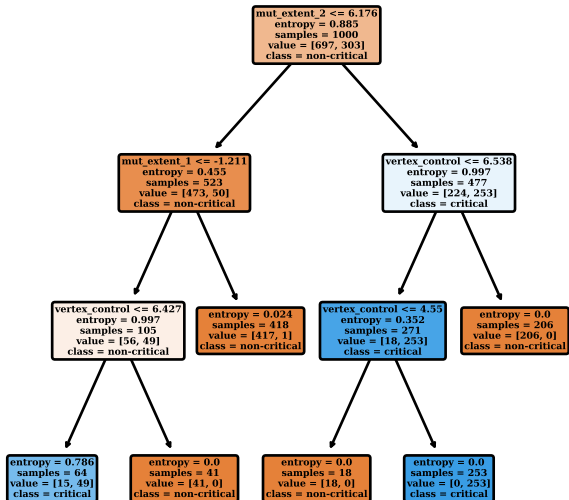 mut_extent_2 <= 6.176
entropy = 0.885
samples = 1000
value = [697, 303]
class = non-critical
mut_extent_1 <= -1.211
entropy = 0.455
samples = 523
value = [473, 50]
class = non-critical
vertex_control <= 6.538
entropy = 0.997
samples = 477
value = [224, 253]
class = critical
vertex_control <= 6.427
entropy = 0.997
samples = 105
value = [56, 49]
class = non-critical
entropy = 0.024
samples = 418
value = [417, 1]
class = non-critical
vertex_control <= 4.55
entropy = 0.352
samples = 271
value = [18, 253]
class = critical
entropy = 0.0
samples = 206
value = [206, 0]
class = non-critical
entropy = 0.786
samples = 64
value = [15, 49]
class = critical
entropy = 0.0
samples = 41
value = [41, 0]
class = non-critical
entropy = 0.0
samples = 18
value = [18, 0]
class = non-critical
entropy = 0.0
samples = 253
value = [0, 253]
class = critical